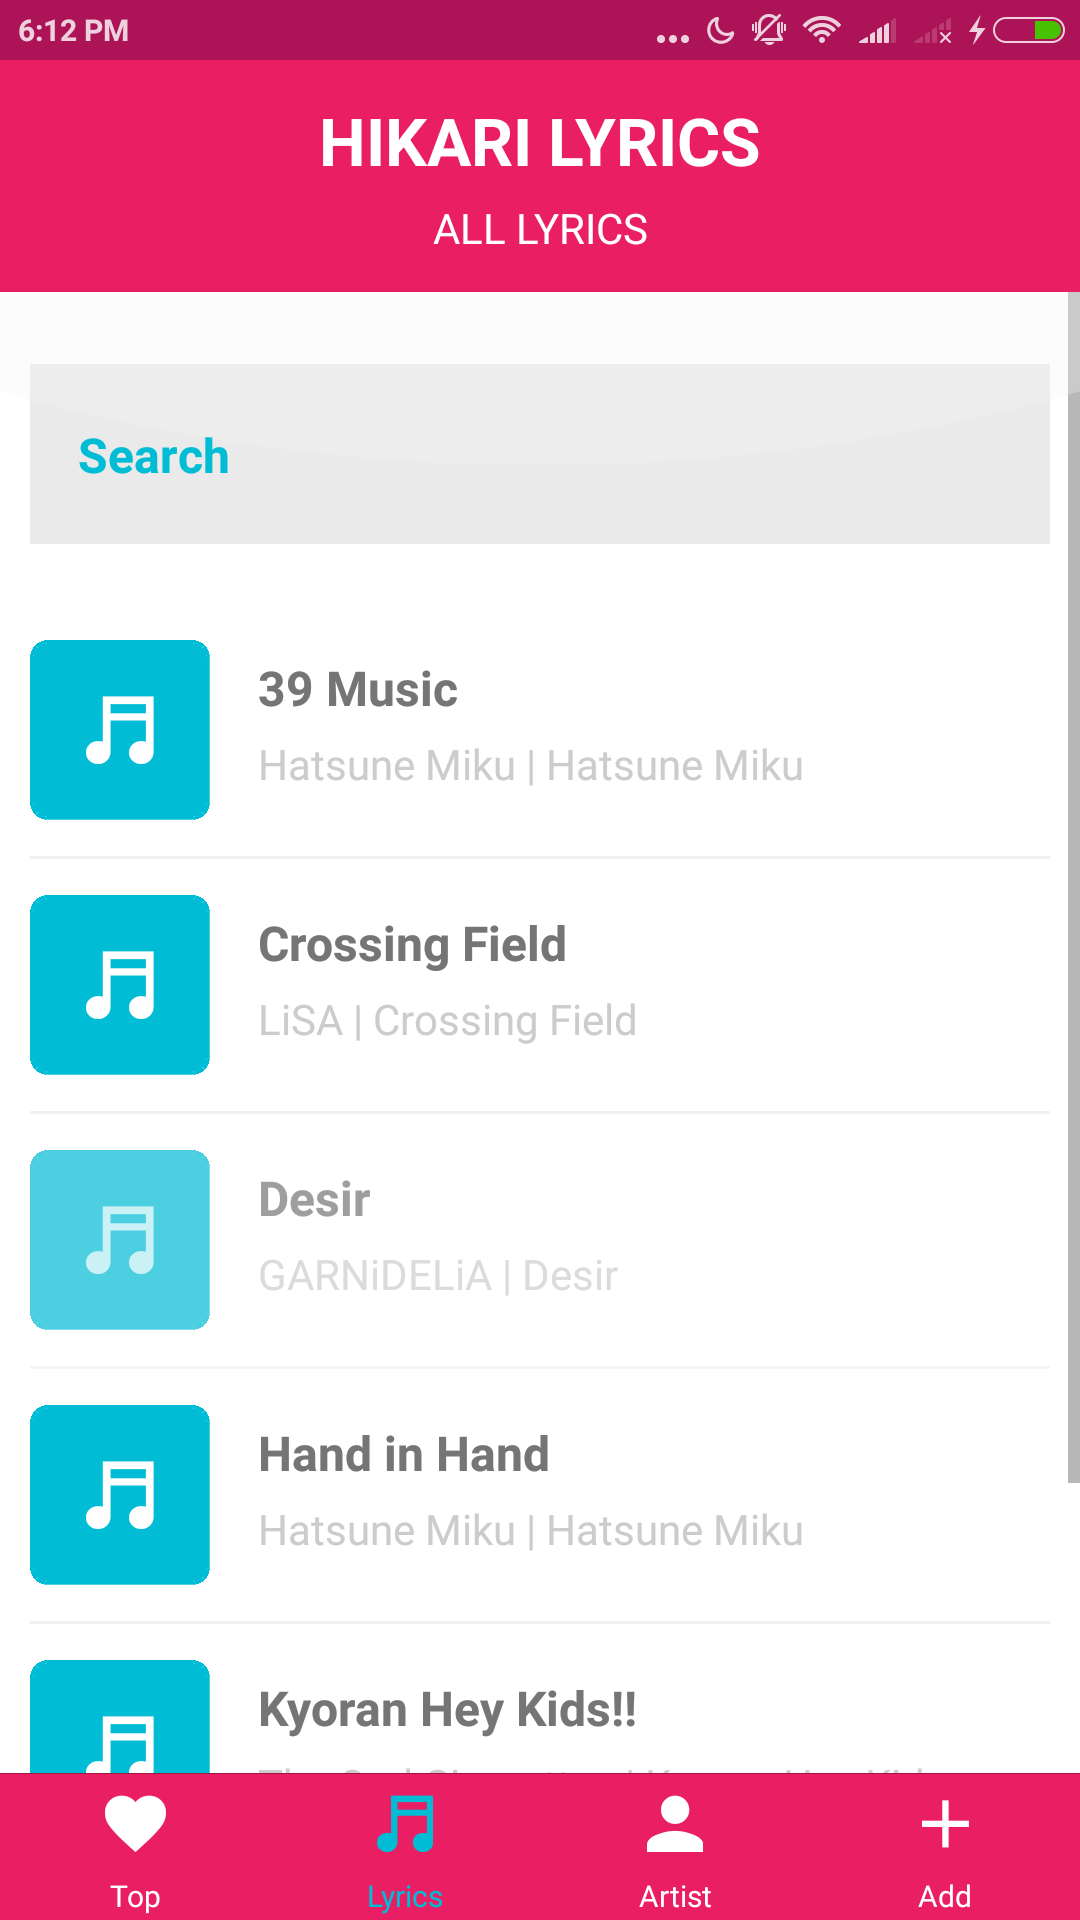 6:12 PM
HIKARI LYRICS
ALL LYRICS
Search
39 Music
Hatsune Miku | Hatsune Miku
Crossing Field
LiSA | Crossing Field
Desir
GARNiDELiA | Desir
Hand in Hand
Hatsune Miku | Hatsune Miku
Kyoran Hey Kids!!
Top
Lyrics
Artist
Add